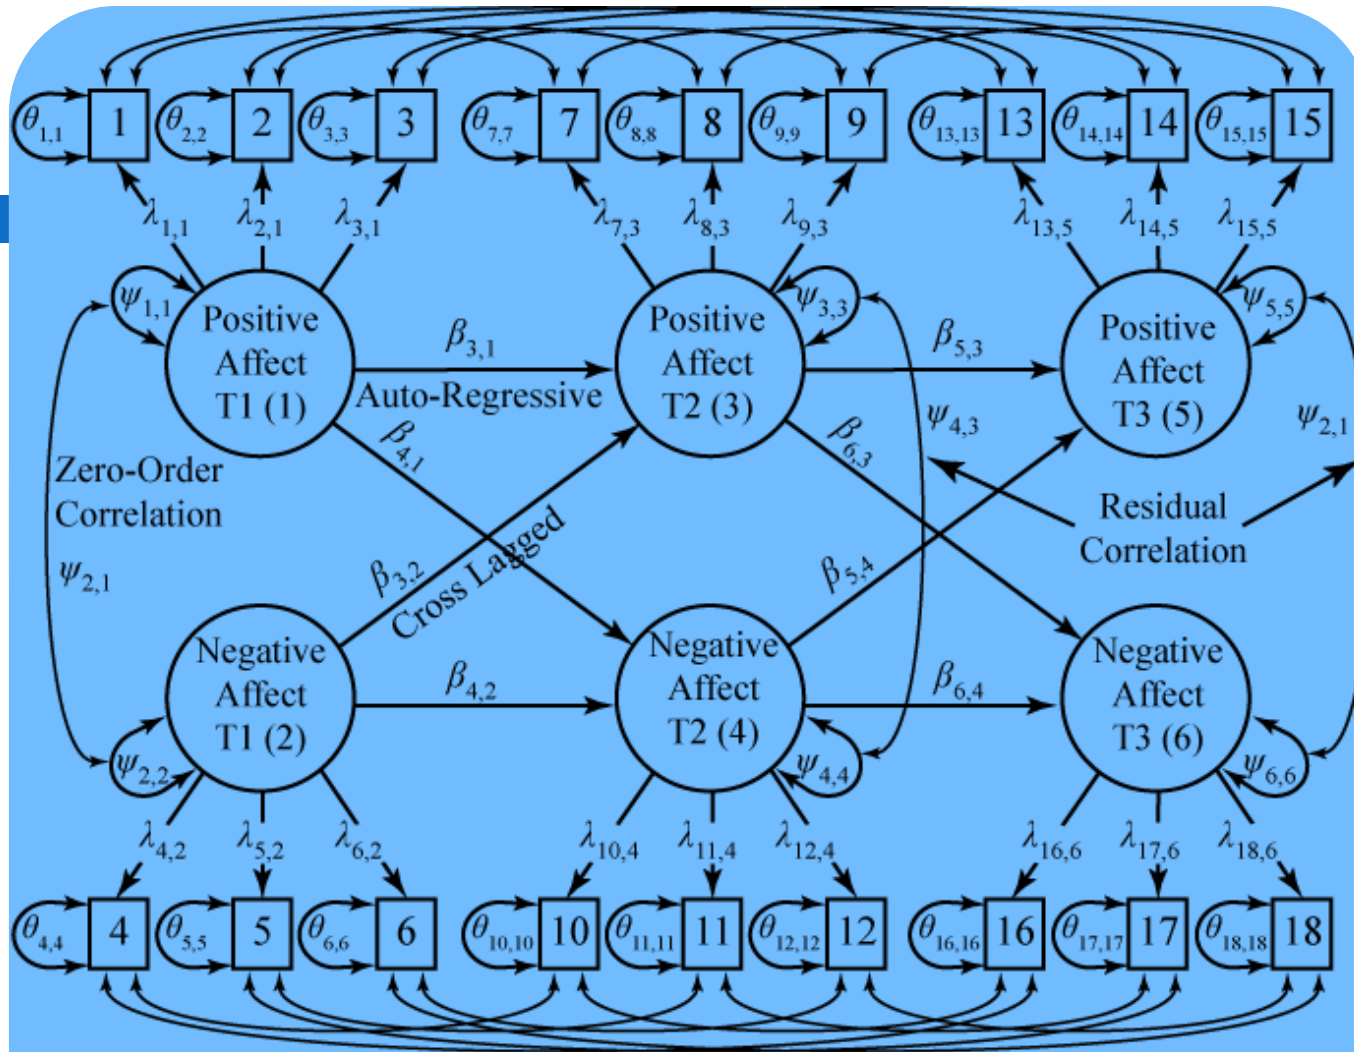 θ1,1 1 θ2,2 2 θ3,3 3 θ7,7 7 θ8,8 8 θ9,9 9 θ13,13 13 θ14,14 14 θ15,15 15
λ1,1 λ2,1 λ3,1 λ7,3 λ8,3 λ9,3 λ13,5 λ14,5 λ15,5
ψ1,1
Positive
Affect
T1 (1)
β3,1
Auto-Regressive
Positive
Affect
T2 (3)
ψ3,3
β5,3
Positive
Affect
T3 (5)
ψ5,5
β4,1
β6,3
ψ4,3
ψ2,1
Zero-Order
Correlation
ψ2,1
β3,2
Cross Lagged
β5,4
Residual
Correlation
Negative
Affect
T1 (2)
ψ2,2
β4,2
Negative
Affect
T2 (4)
ψ4,4
β6,4
Negative
Affect
T3 (6)
ψ6,6
λ4,2 λ5,2 λ6,2 λ10,4 λ11,4 λ12,4 λ16,6 λ17,6 λ18,6
θ4,4 4 θ5,5 5 θ6,6 6 θ10,10 10 θ11,11 11 θ12,12 12 θ16,16 16 θ17,17 17 θ18,18 18